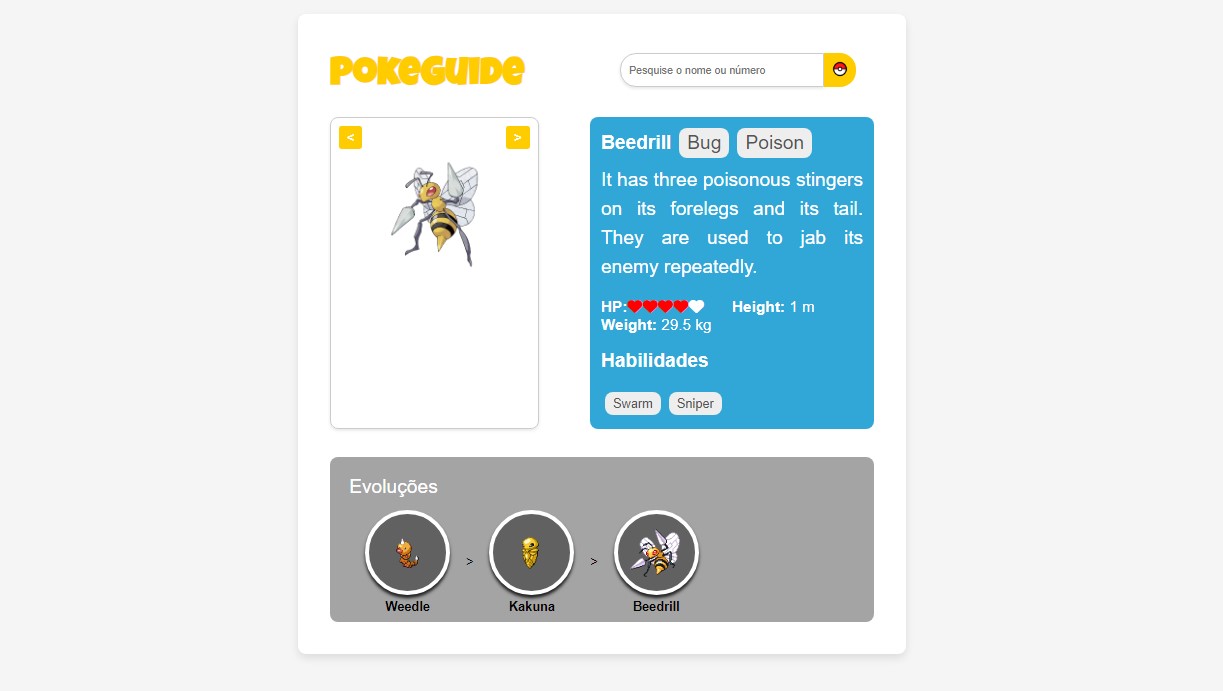 POKEGUIDE
Pesquise o nome ou número
< >
Beedrill Bug Poison
It has three poisonous stingers
on its forelegs and its tail.
They are used to jab its
enemy repeatedly.
HP: Height: 1 m
Weight: 29.5 kg
Habilidades
Swarm Sniper
Evoluções
> >
Weedle Kakuna Beedrill